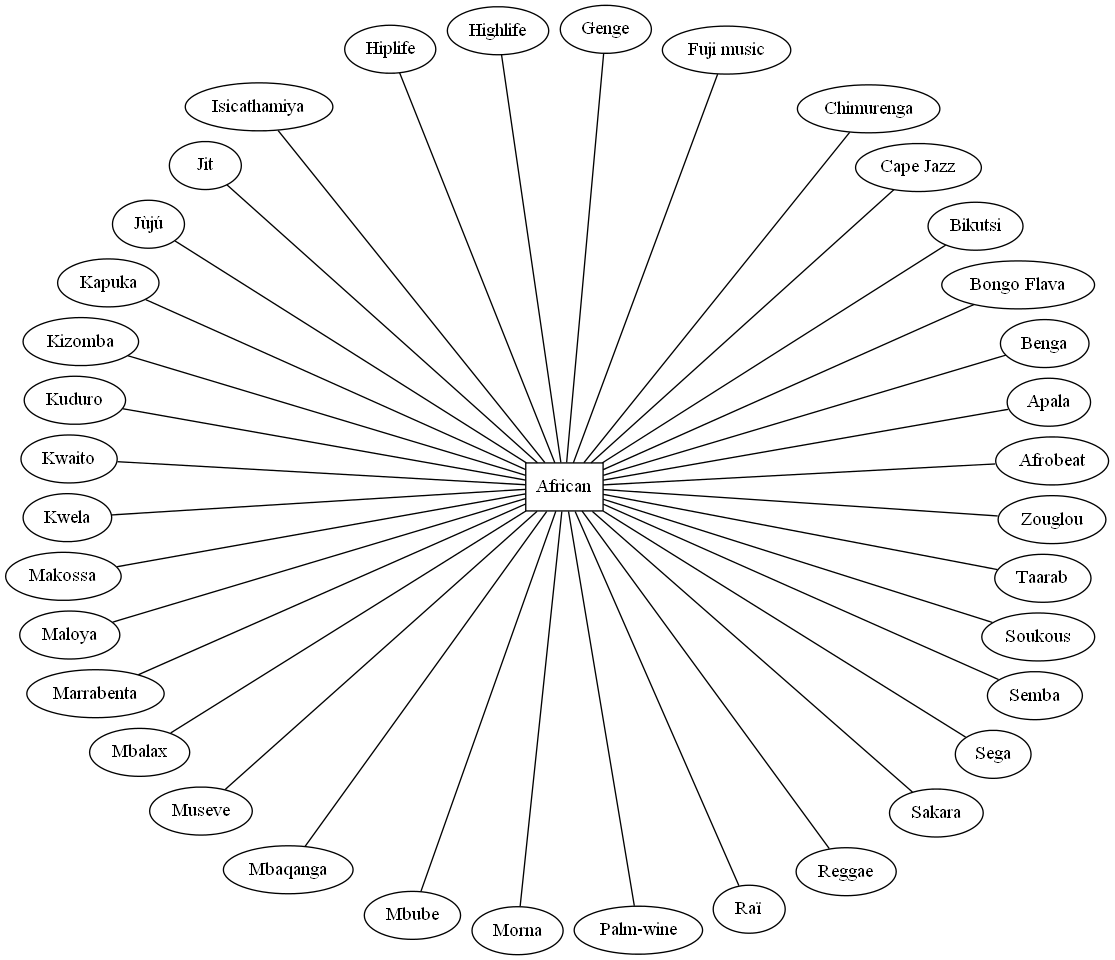 Genge
Highlife
Hiplife
Fuji music
Isicathamiya
Chimurenga
Jit
Cape Jazz
Jùjú
Bikutsi
Kapuka
Bongo Flava
Kizomba
Benga
Kuduro
Apala
Kwaito
Afrobeat
African
Kwela
Zouglou
Makossa
Taarab
Maloya
Soukous
Marrabenta
Semba
Mbalax
Sega
Museve
Sakara
Mbaqanga
Reggae
Mbube
Raï
Morna
Palm-wine